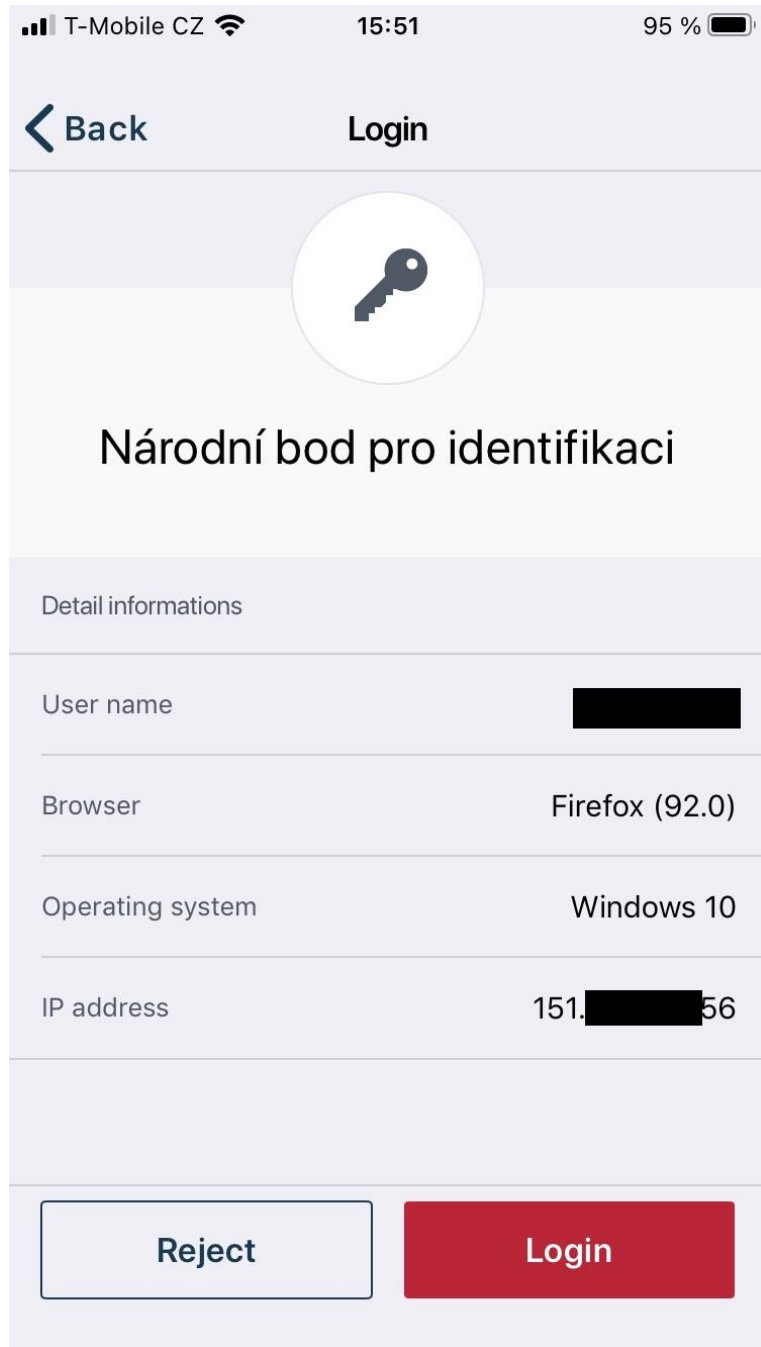 T-Mobile CZ 15:51 95 %
Back Login
Národní bod pro identifikaci
Detail informations
User name
Browser Firefox (92.0)
Operating system Windows 10
IP address 151. 56
Reject Login